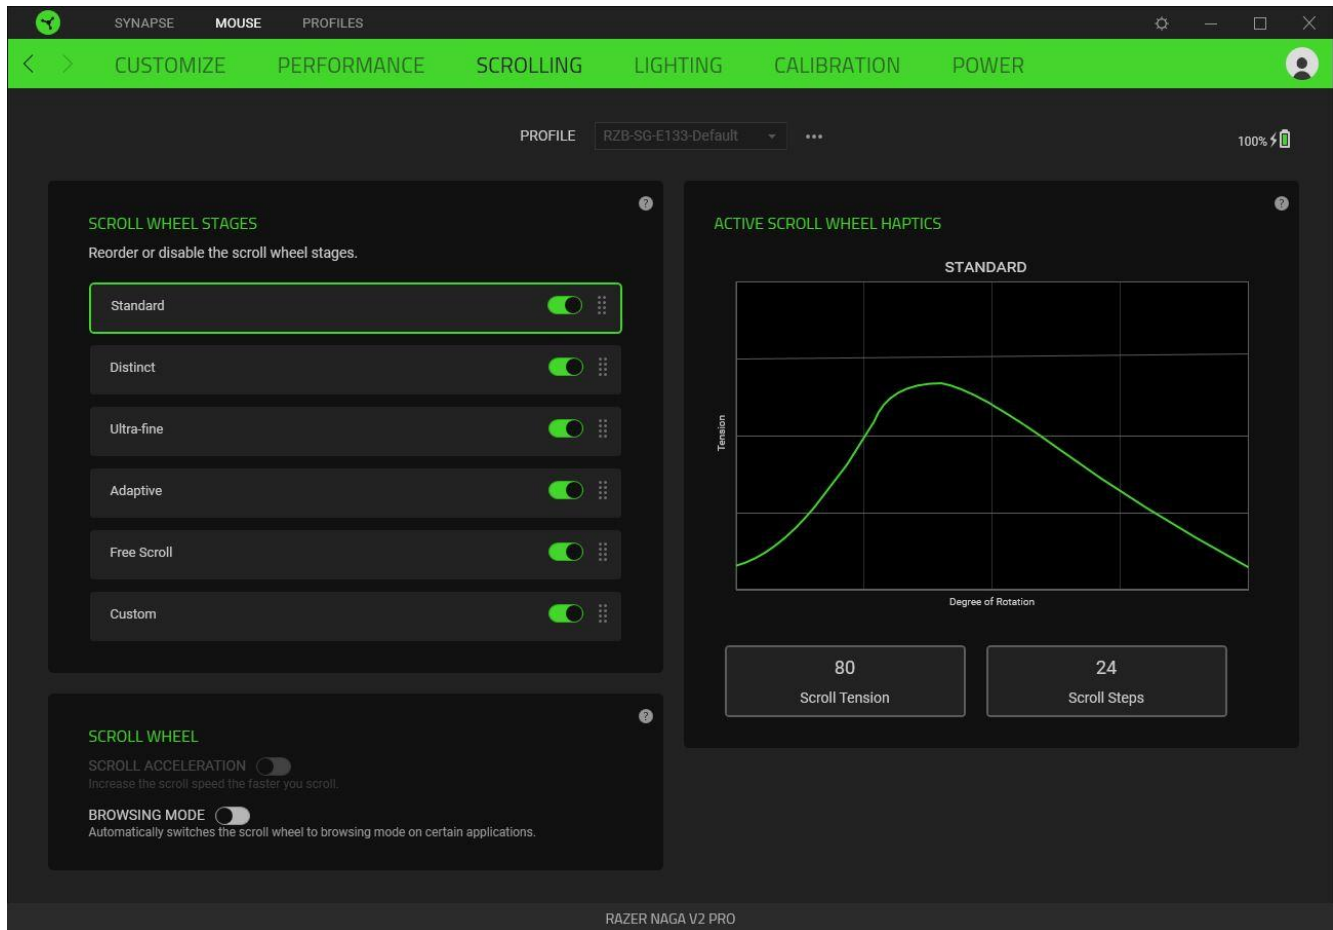 SYNAPSE MOUSE PROFILES
CUSTOMIZE PERFORMANCE SCROLLING LIGHTING CALIBRATION POWER
PROFILE RZB-SG-E133-Default
100%
SCROLL WHEEL STAGES
Reorder or disable the scroll wheel stages.
Standard
Distinct
Ultra-fine
Adaptive
Free Scroll
Custom
SCROLL WHEEL
SCROLL ACCELERATION
Increase the scroll speed the faster you scroll.
BROWSING MODE
Automatically switches the scroll wheel to browsing mode on certain applications.
ACTIVE SCROLL WHEEL HAPTICS
STANDARD
Tension
Degree of Rotation
80
Scroll Tension
24
Scroll Steps
RAZER NAGA V2 PRO